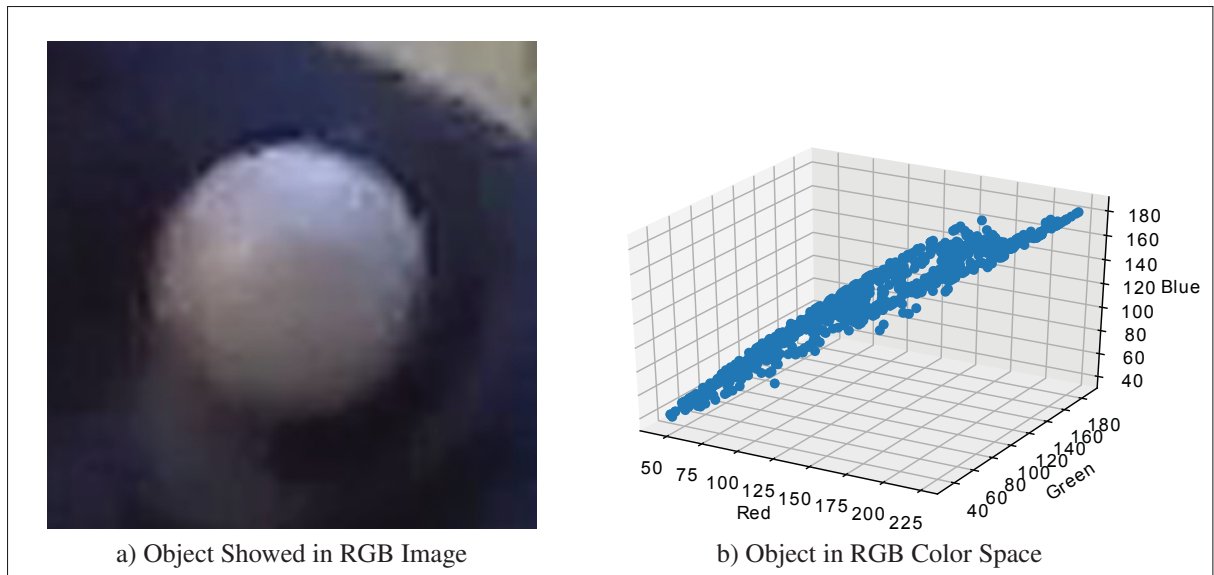 180
160
140
120 Blue
100
80
60
40
50 75 100 125 150 175 200 225
Red
40 60 80 100 120 140 160 180
Green
a) Object Showed in RGB Image
b) Object in RGB Color Space